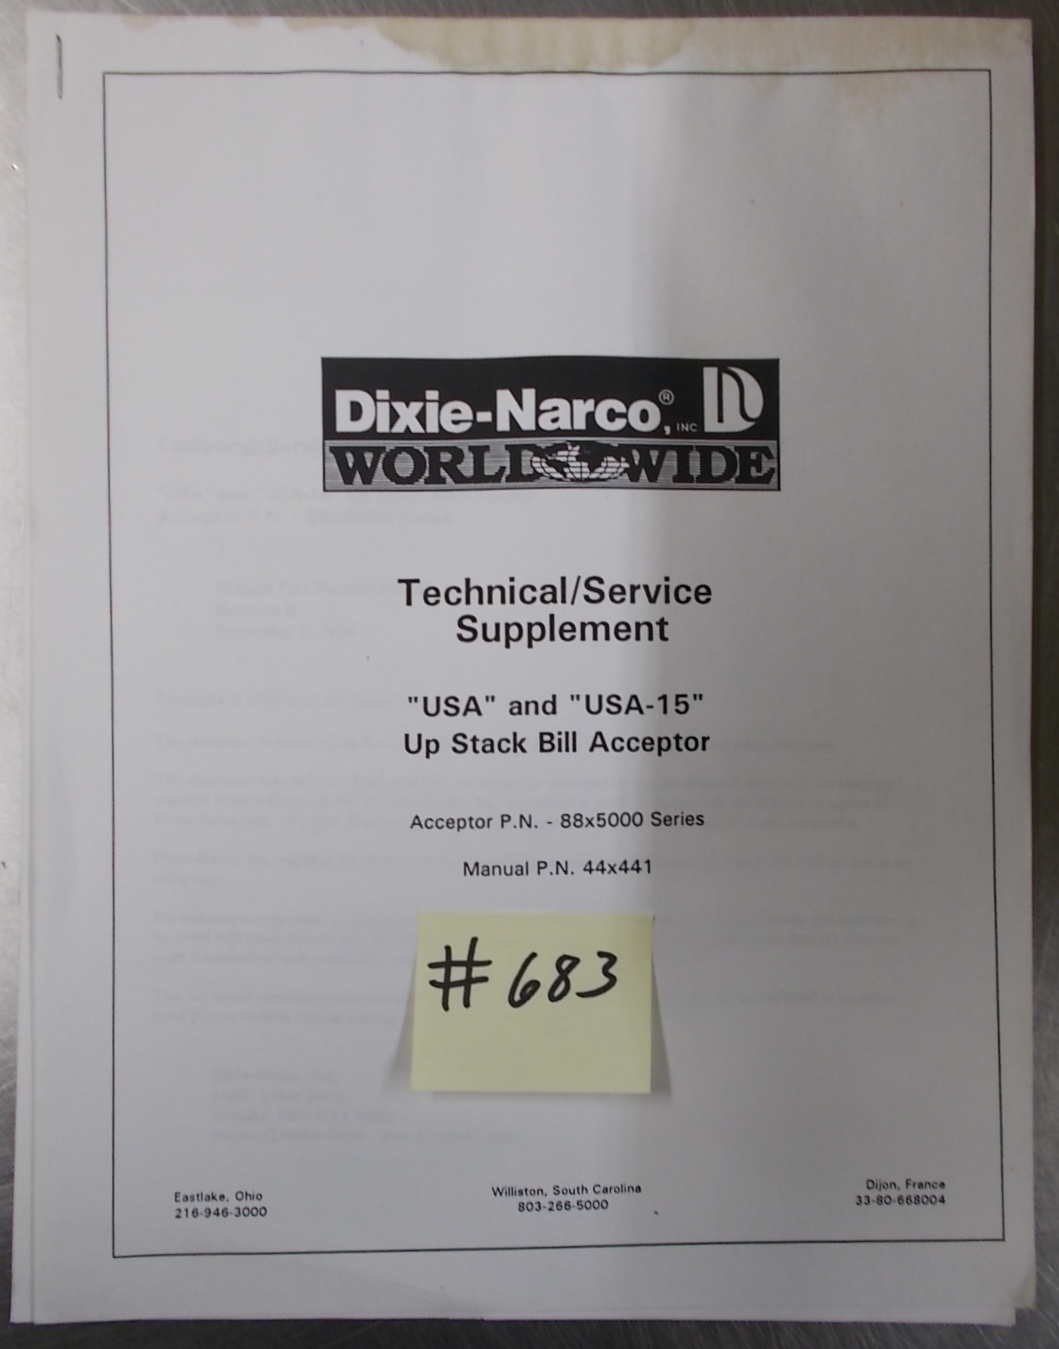 Dixie-Narco,® INC
WORLD WIDE
Technical/Service
Supplement
"USA" and "USA-15"
Up Stack Bill Acceptor
Acceptor P.N. - 88x5000 Series
Manual P.N. 44x441
#683
Eastlake, Ohio
216-946-3000
Williston, South Carolina
803-266-5000
Dijon, France
33-80-668004